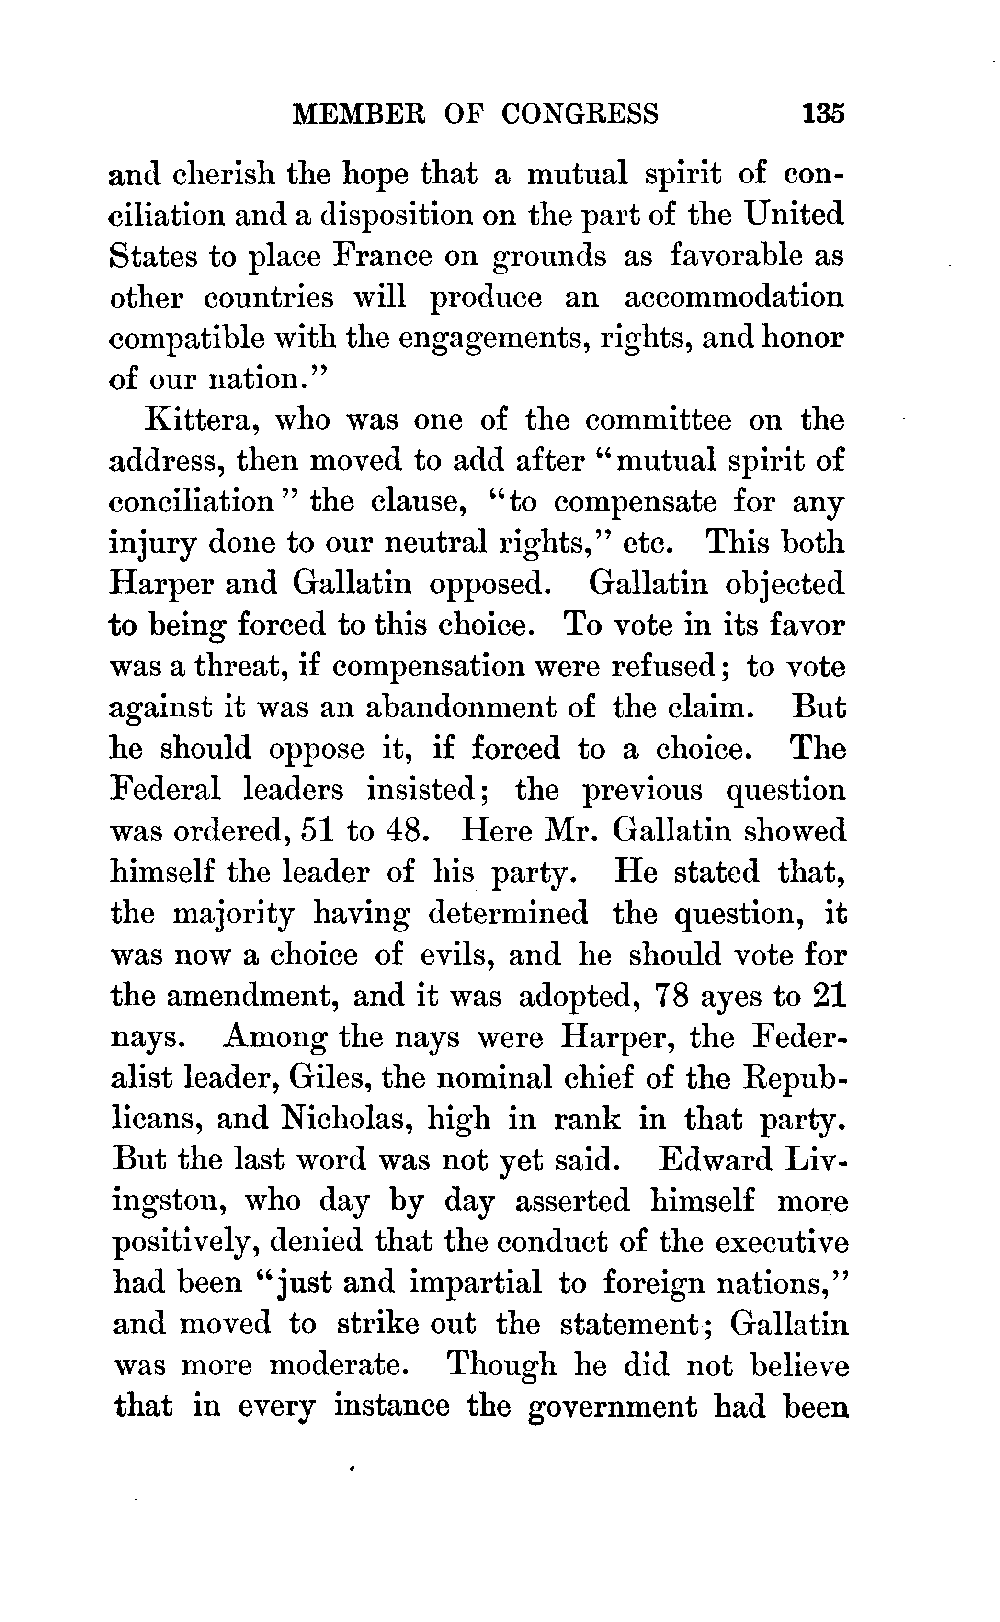 MEMBER OF CONGRESS 135
and cherish the hope that a mutual spirit of con-
ciliation and a disposition on the part of the United
States to place France on grounds as favorable as
other countries will produce an accommodation
compatible with the engagements, rights, and honor
of our nation."
Kittera, who was one of the committee on the
address, then moved to add after "mutual spirit of
conciliation" the clause, "to compensate for any
injury done to our neutral rights," etc. This both
Harper and Gallatin opposed. Gallatin objected
to being forced to this choice. To vote in its favor
was a threat, if compensation were refused; to vote
against it was an abandonment of the claim. But
he should oppose it, if forced to a choice. The
Federal leaders insisted; the previous question
was ordered, 51 to 48. Here Mr. Gallatin showed
himself the leader of his party. He stated that,
the majority having determined the question, it
was now a choice of evils, and he should vote for
the amendment, and it was adopted, 78 ayes to 21
nays. Among the nays were Harper, the Feder-
alist leader, Giles, the nominal chief of the Repub-
licans, and Nicholas, high in rank in that party.
But the last word was not yet said. Edward Liv-
ingston, who day by day asserted himself more
positively, denied that the conduct of the executive
had been "just and impartial to foreign nations,"
and moved to strike out the statement; Gallatin
was more moderate. Though he did not believe
that in every instance the government had been